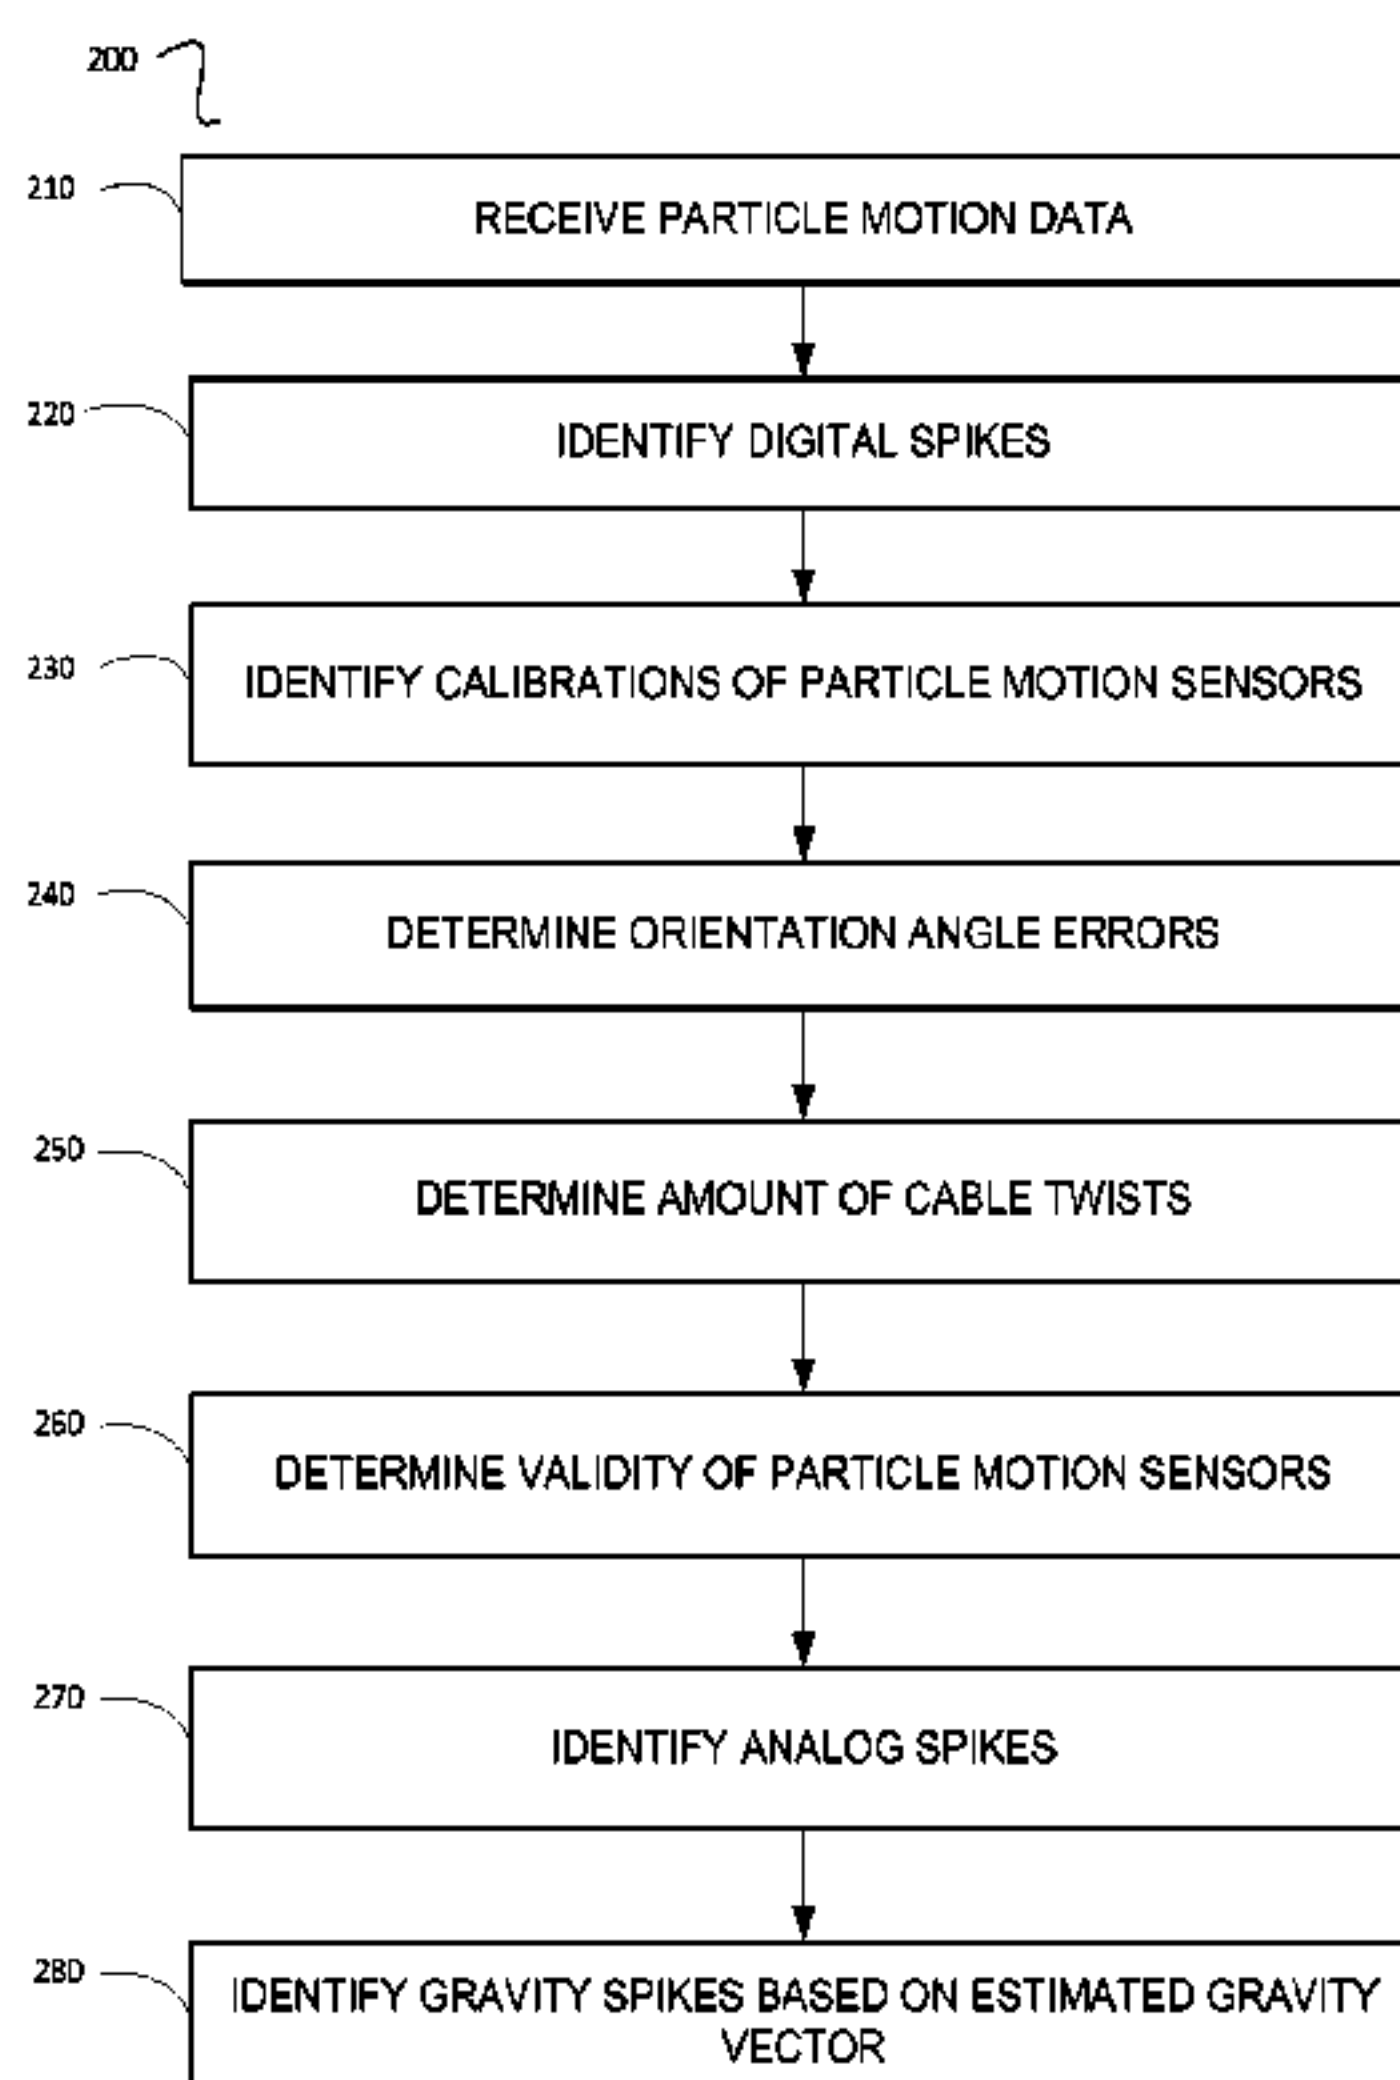 200
210
RECEIVE PARTICLE MOTION DATA
220
IDENTIFY DIGITAL SPIKES
230
IDENTIFY CALIBRATIONS OF PARTICLE MOTION SENSORS
240
DETERMINE ORIENTATION ANGLE ERRORS
250
DETERMINE AMOUNT OF CABLE TWISTS
260
DETERMINE VALIDITY OF PARTICLE MOTION SENSORS
270
IDENTIFY ANALOG SPIKES
280
IDENTIFY GRAVITY SPIKES BASED ON ESTIMATED GRAVITY
VECTOR